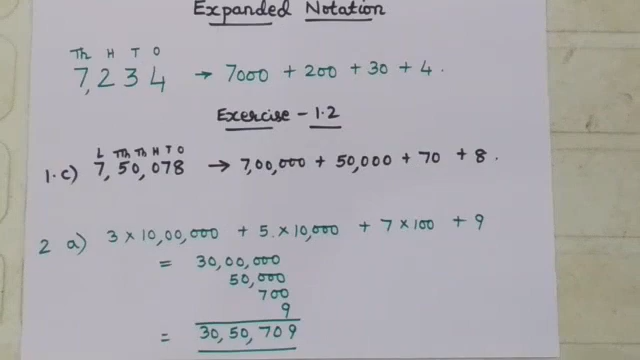 Expanded Notation
Th H T O
7,234 → 7000 + 200 + 30 + 4.
Exercise - 1.2
L TTh Th H T O
1.c) 7,50,078 → 7,00,000 + 50,000 + 70 + 8.
2 a) 3 × 10,00,000 + 5.×10,000 + 7×100 + 9
= 30,00,000
50,000
700
9
= 30,50,709